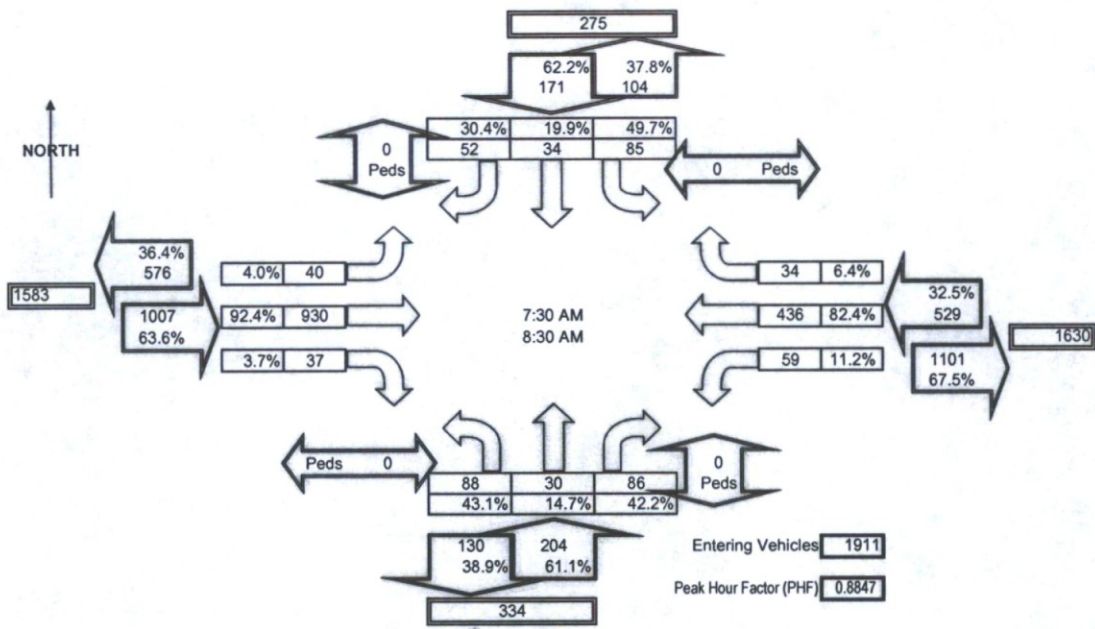 275
62.2% 37.8%
171 104
30.4% 19.9% 49.7%
52 34 85
NORTH
0
Peds
0 Peds
36.4%
576
1583
1007
63.6%
4.0% 40
92.4% 930
3.7% 37
7:30 AM
8:30 AM
34 6.4%
436 82.4%
59 11.2%
32.5%
529
1630
1101
67.5%
Peds 0
88 30 86
43.1% 14.7% 42.2%
0
Peds
130 204
38.9% 61.1%
334
Entering Vehicles 1911
Peak Hour Factor (PHF) 0.8847